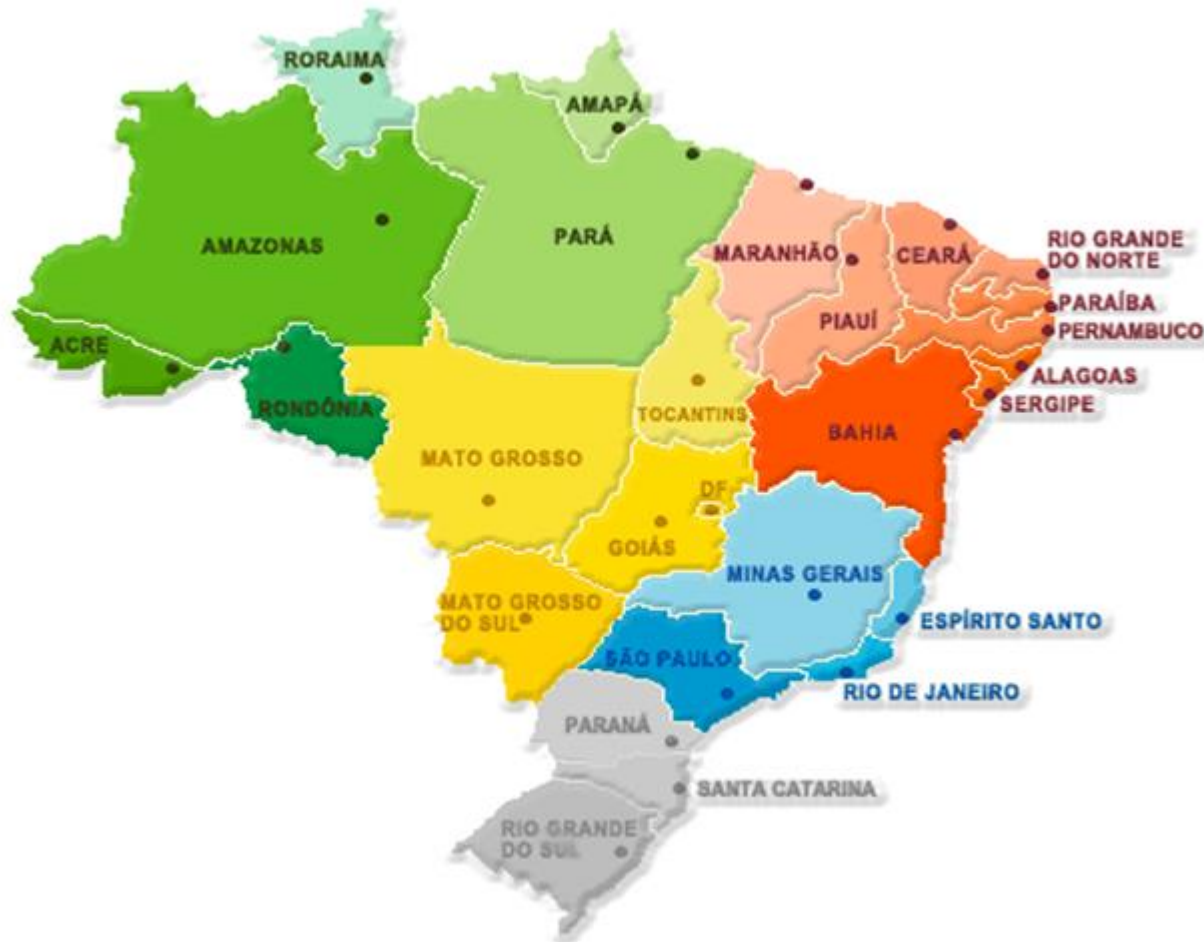 RORAIMA
AMAPÁ
AMAZONAS
PARÁ
MARANHÃO
CEARÁ
RIO GRANDE
DO NORTE
PARAÍBA
PIAUÍ
PERNAMBUCO
ACRE
ALAGOAS
SERGIPE
RONDÔNIA
TOCANTINS
BAHIA
MATO GROSSO
DF
GOIÁS
MINAS GERAIS
MATO GROSSO
DO SUL
ESPÍRITO SANTO
SÃO PAULO
RIO DE JANEIRO
PARANÁ
SANTA CATARINA
RIO GRANDE
DO SUL